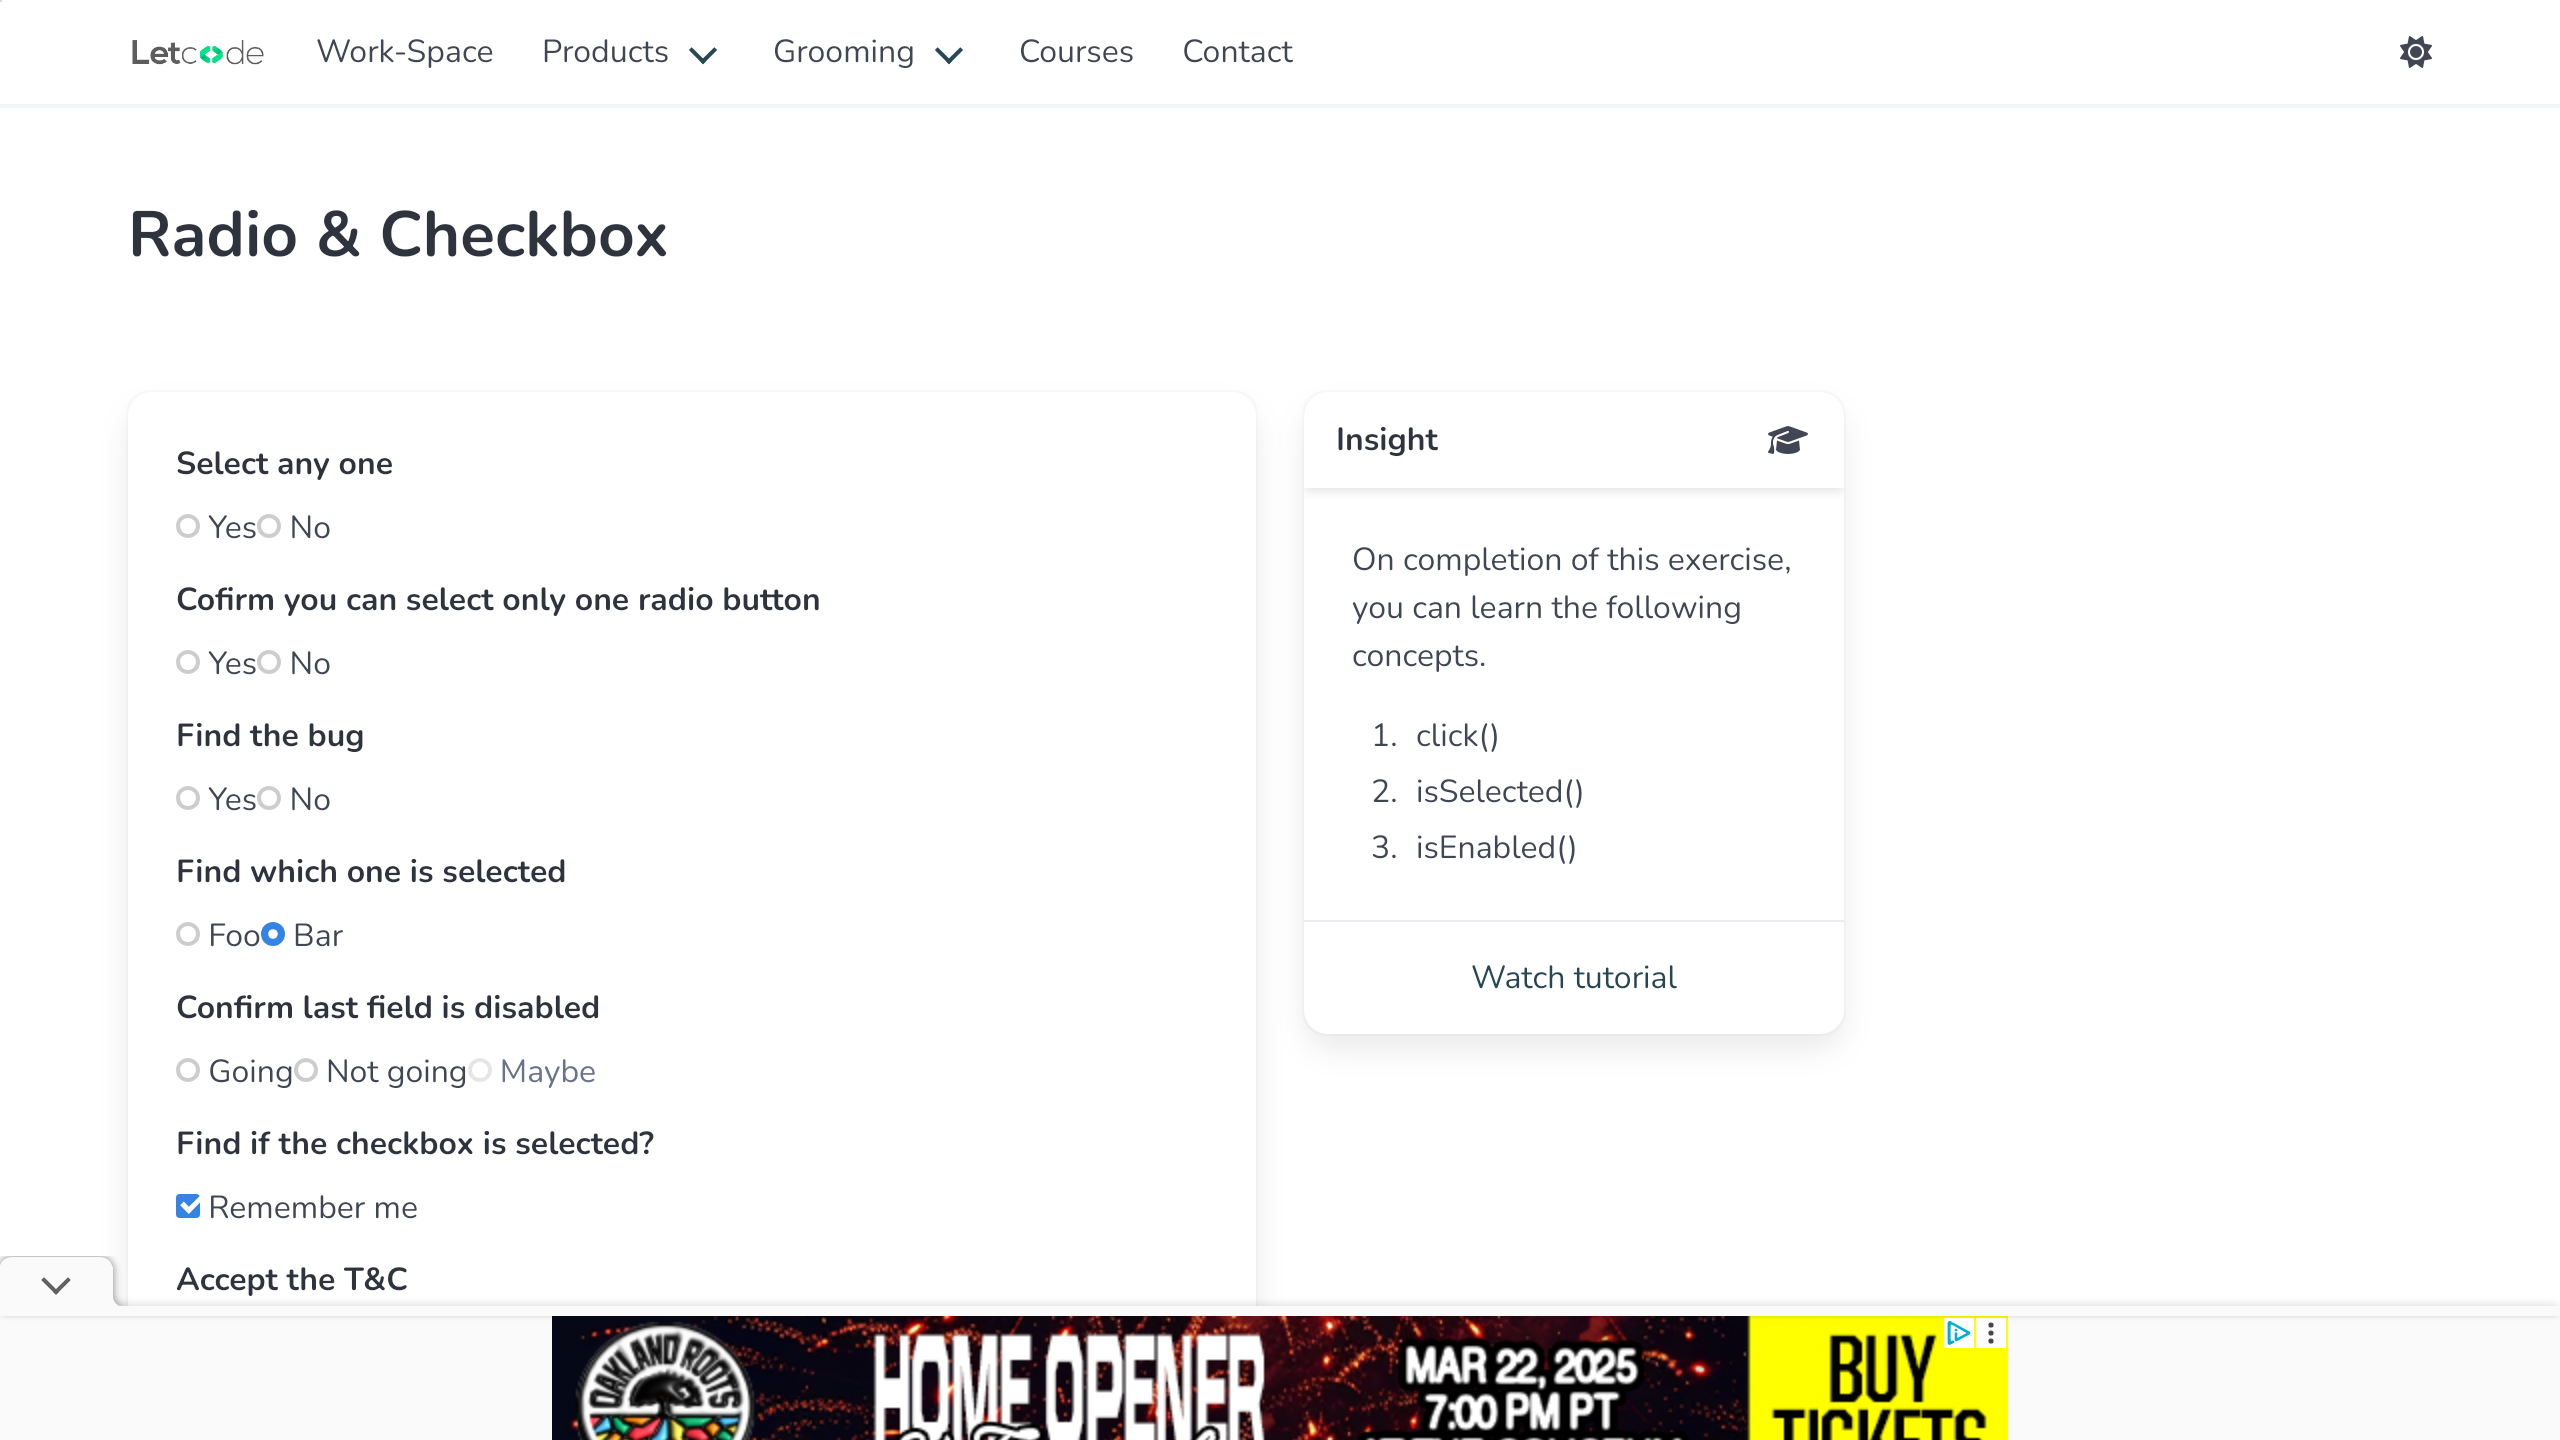 Letcode Work-Space Products Grooming Courses Contact
Radio & Checkbox
Select any one
Yes No
Cofirm you can select only one radio button
Yes No
Find the bug
Yes No
Find which one is selected
Foo Bar
Confirm last field is disabled
Going Not going Maybe
Find if the checkbox is selected?
Remember me
Accept the T&C
Insight
On completion of this exercise,
you can learn the following
concepts.
1. click()
2. isSelected()
3. isEnabled()
Watch tutorial
OAKLAND ROOTS
HOME OPENER
MAR 22, 2025
7:00 PM PT
BUY
TICKETS